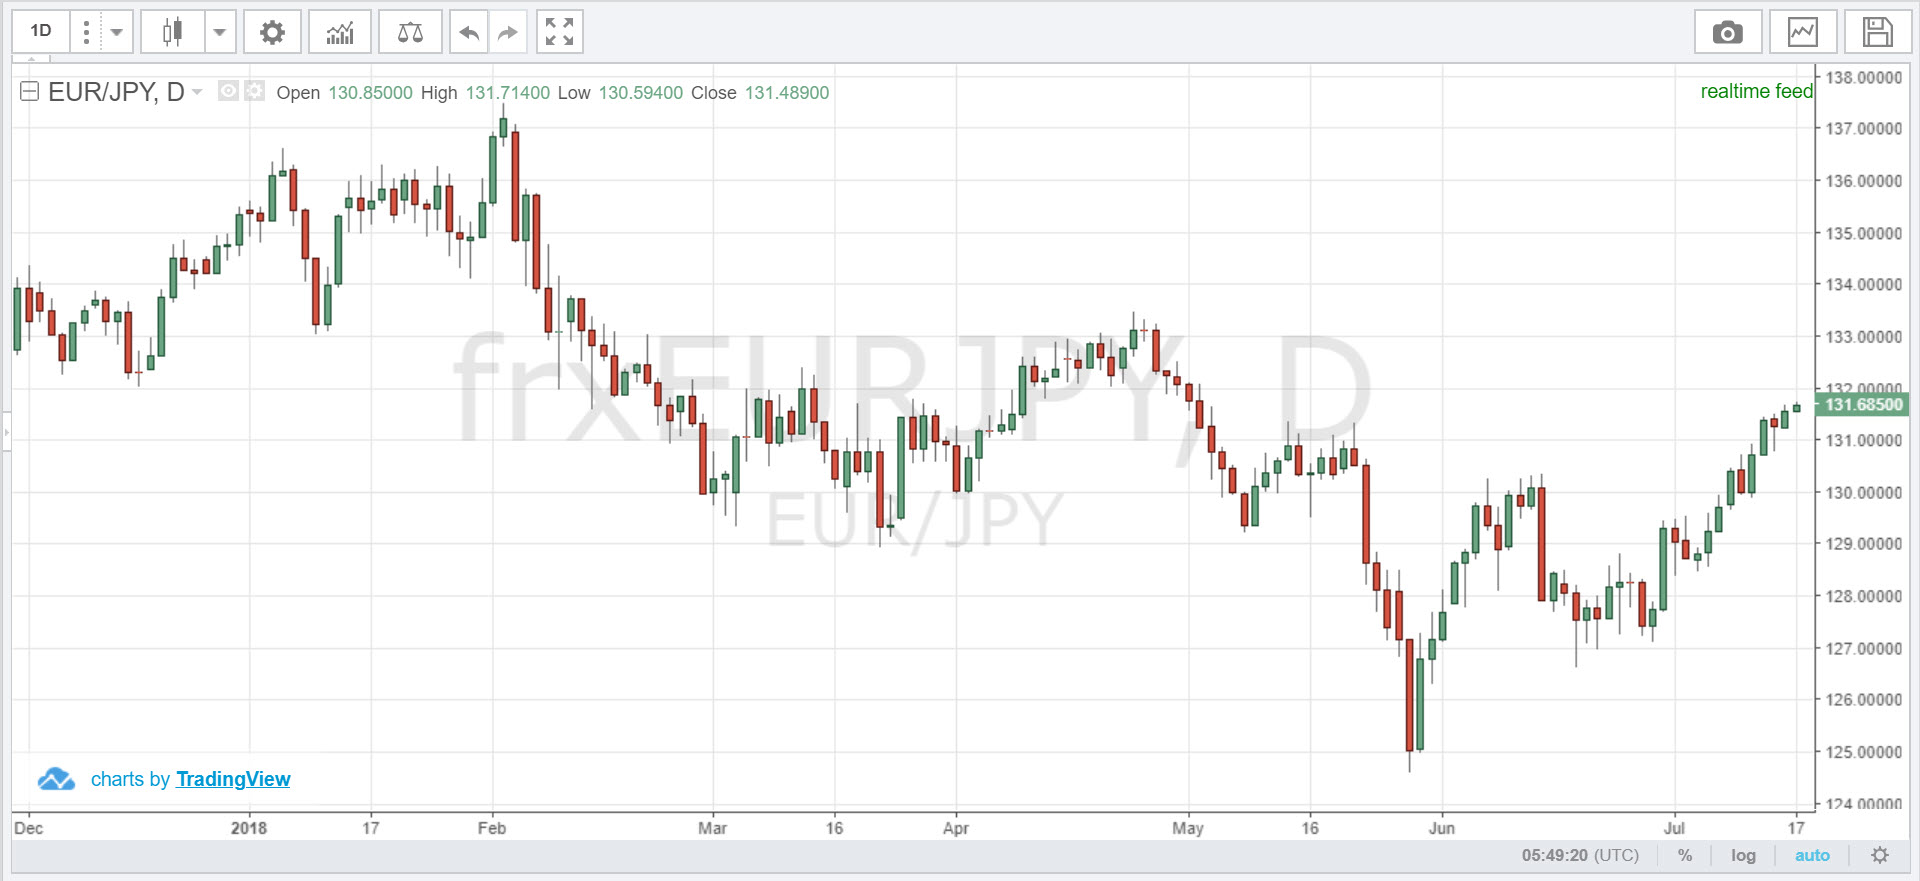 1D
EUR/JPY, D Open 130.85000 High 131.71400 Low 130.59400 Close 131.48900
realtime feed
138.00000
137.00000
136.00000
135.00000
134.00000
133.00000
132.00000
131.68500
131.00000
130.00000
129.00000
128.00000
127.00000
126.00000
125.00000
124.00000
frxEURJPY, D
EUR/JPY
charts by TradingView
Dec 2018 17 Feb Mar 16 Apr May 16 Jun Jul 17
05:49:20 (UTC) % log auto